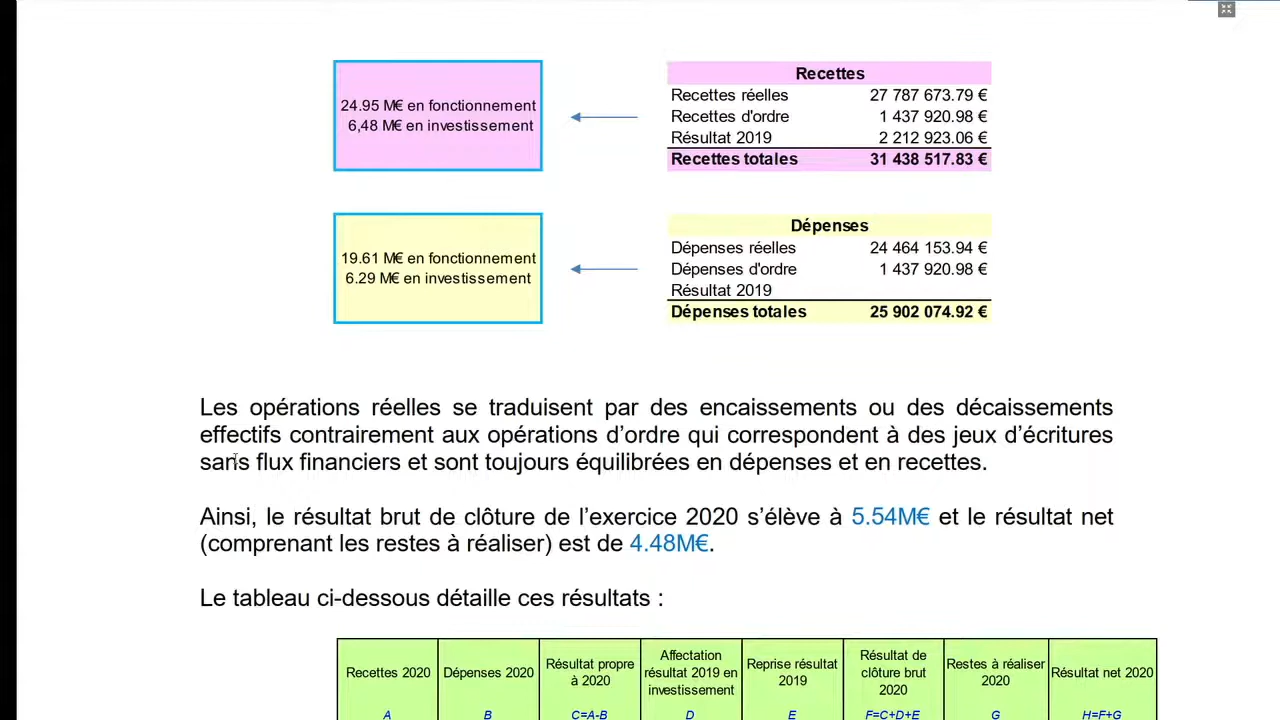 24.95 M€ en fonctionnement
6,48 M€ en investissement
Recettes
Recettes réelles 27 787 673.79 €
Recettes d'ordre 1 437 920.98 €
Résultat 2019 2 212 923.06 €
Recettes totales 31 438 517.83 €
19.61 M€ en fonctionnement
6.29 M€ en investissement
Dépenses
Dépenses réelles 24 464 153.94 €
Dépenses d'ordre 1 437 920.98 €
Résultat 2019
Dépenses totales 25 902 074.92 €
Les opérations réelles se traduisent par des encaissements ou des décaissements
effectifs contrairement aux opérations d’ordre qui correspondent à des jeux d’écritures
sans flux financiers et sont toujours équilibrées en dépenses et en recettes.
Ainsi, le résultat brut de clôture de l’exercice 2020 s’élève à 5.54M€ et le résultat net
(comprenant les restes à réaliser) est de 4.48M€.
Le tableau ci-dessous détaille ces résultats :
Recettes 2020
A
Dépenses 2020
B
Résultat propre
à 2020
C=A-B
Affectation
résultat 2019 en
investissement
D
Reprise résultat
2019
E
Résultat de
clôture brut
2020
F=C+D+E
Restes à réaliser
2020
G
Résultat net 2020
H=F+G